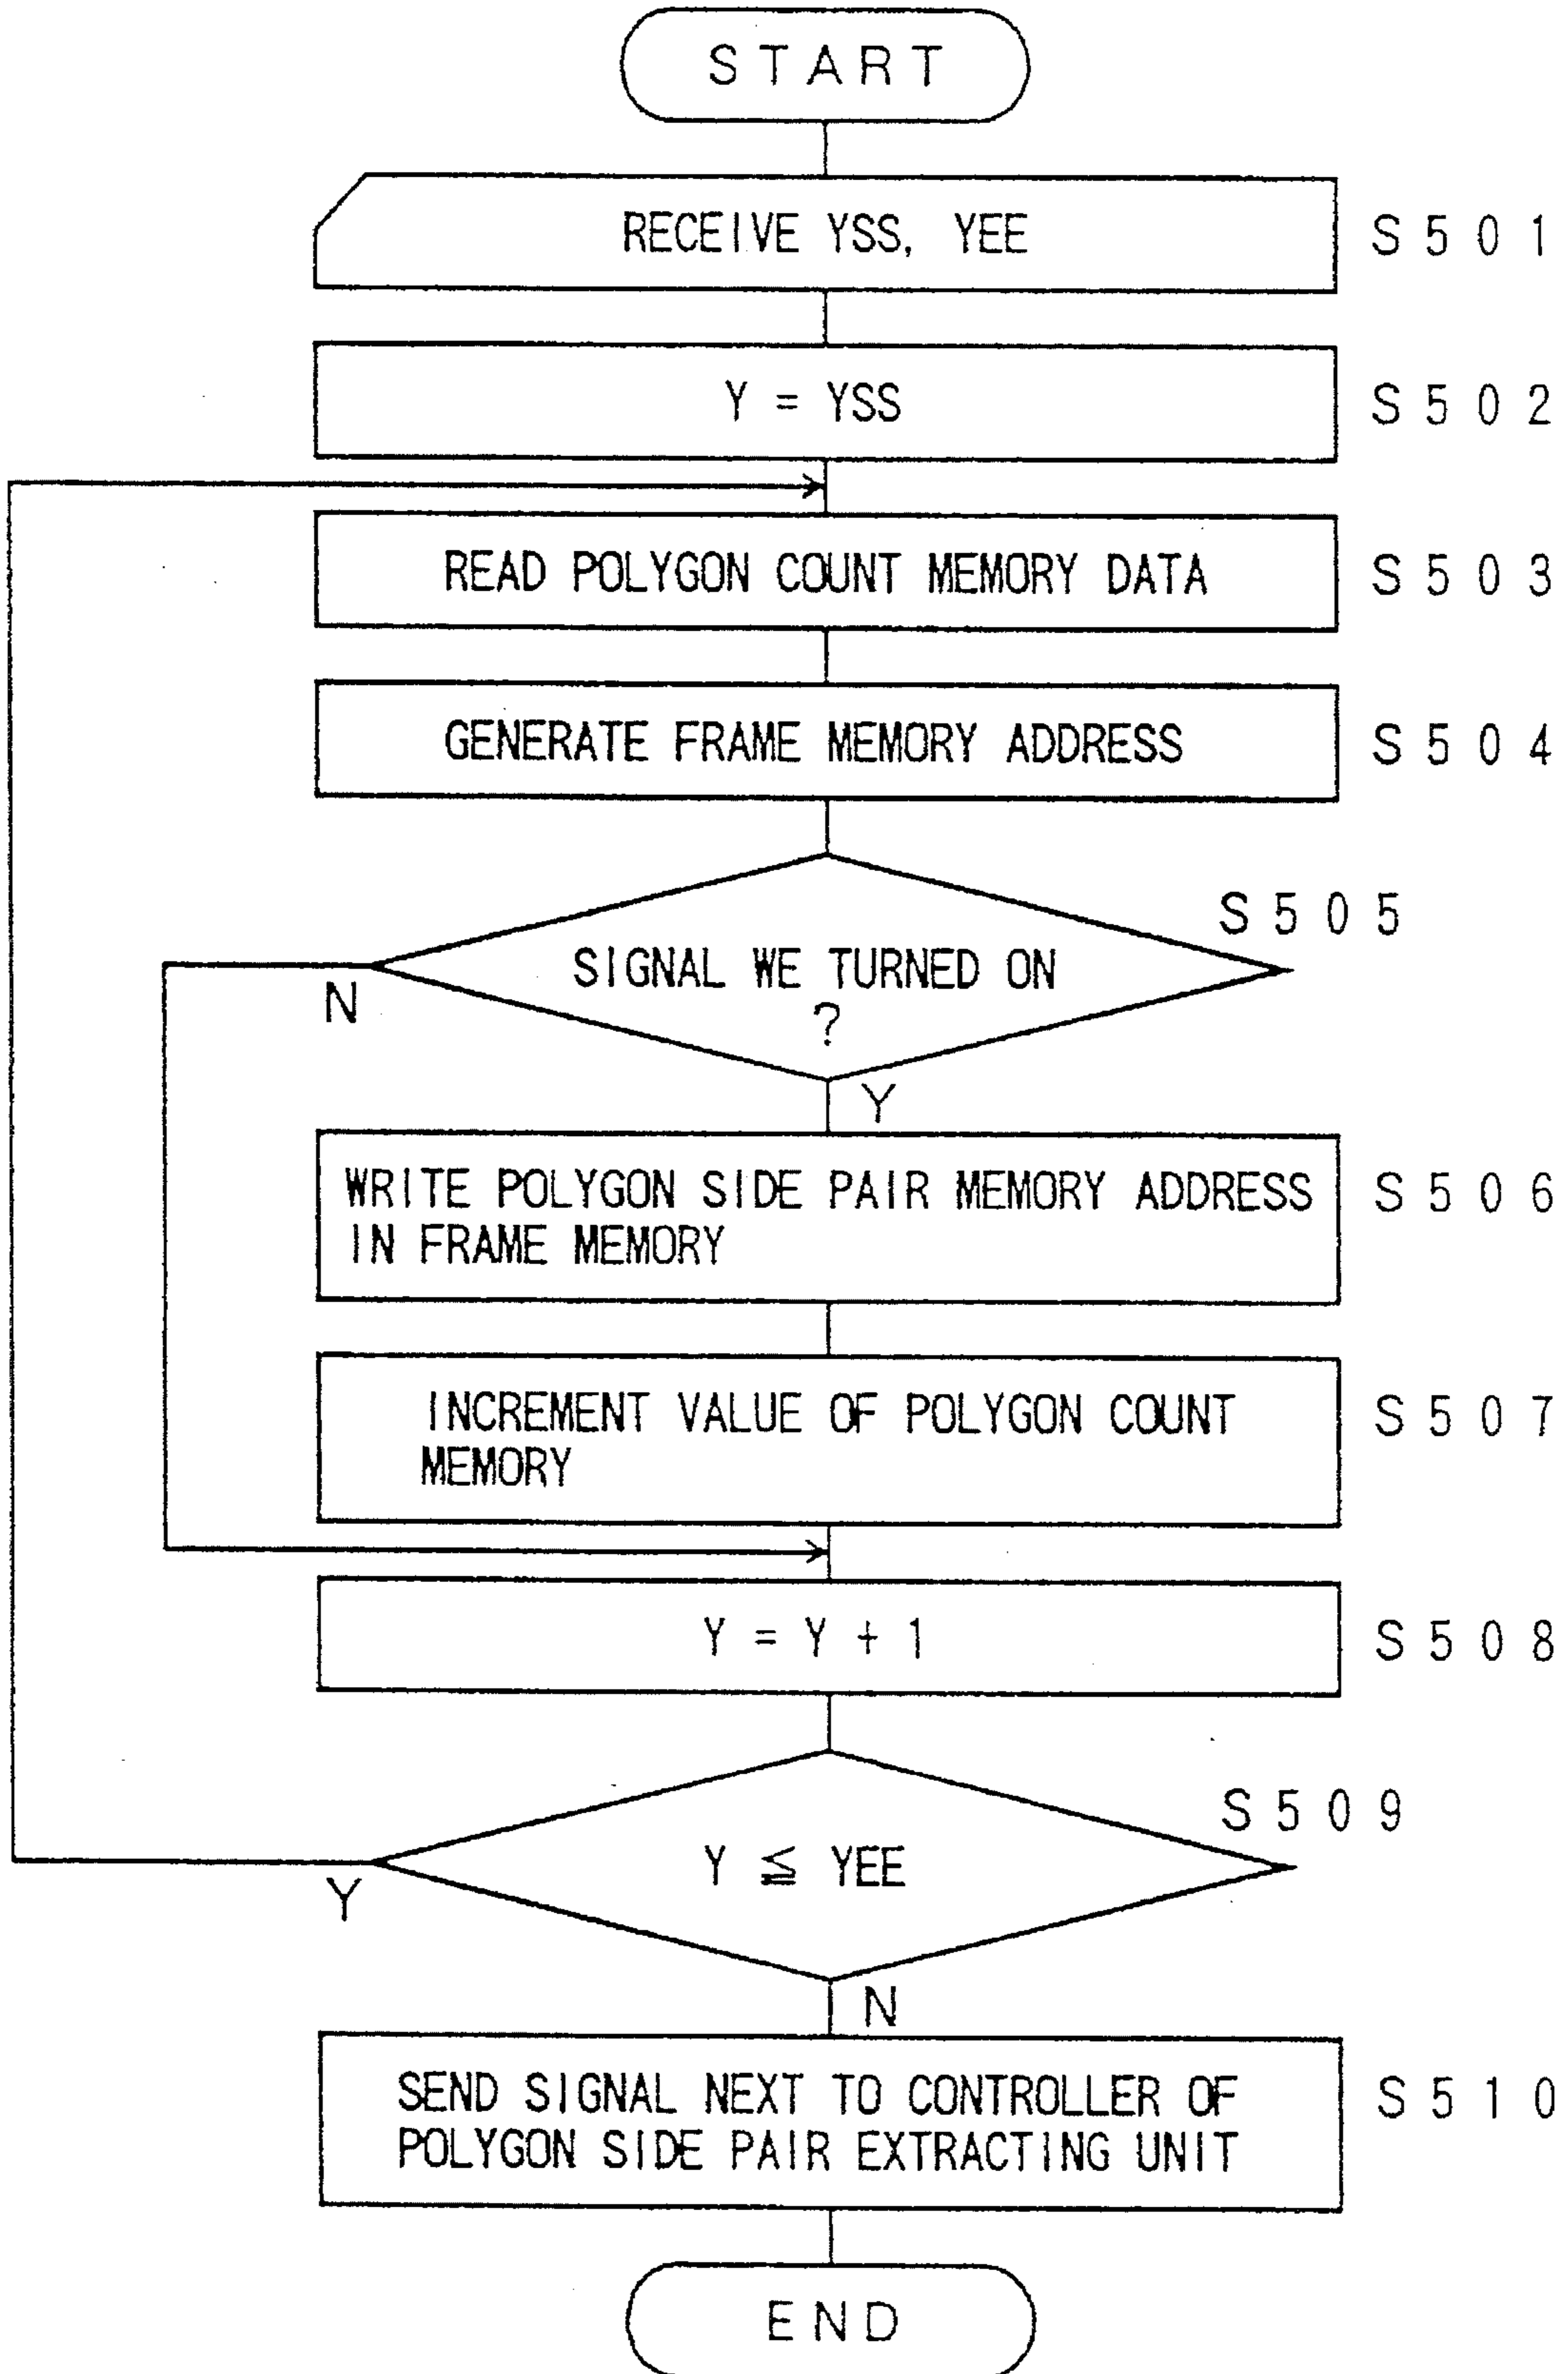 START
RECEIVE YSS, YEE
S501
Y = YSS
S502
READ POLYGON COUNT MEMORY DATA
S503
GENERATE FRAME MEMORY ADDRESS
S504
S505
SIGNAL WE TURNED ON
?
N
Y
WRITE POLYGON SIDE PAIR MEMORY ADDRESS
IN FRAME MEMORY
S506
INCREMENT VALUE OF POLYGON COUNT
MEMORY
S507
Y = Y + 1
S508
S509
Y ≦ YEE
Y
N
SEND SIGNAL NEXT TO CONTROLLER OF
POLYGON SIDE PAIR EXTRACTING UNIT
S510
END